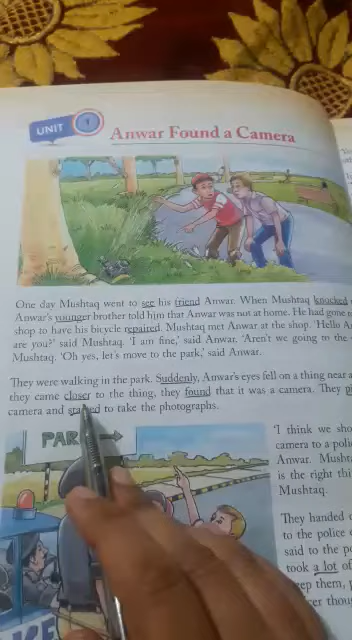 UNIT 1
Anwar Found a Camera
One day Mushtaq went to see his friend Anwar. When Mushtaq knocked
Anwar's younger brother told him that Anwar was not at home. He had gone
shop to have his bicycle repaired. Mushtaq met Anwar at the shop. 'Hello
are you?' said Mushtaq. 'I am fine,' said Anwar. 'Aren't we going to the
Mushtaq. 'Oh yes, let's move to the park,' said Anwar.
They were walking in the park. Suddenly, Anwar's eyes fell on a thing near a
they came closer to the thing, they found that it was a camera. They
camera and started to take the photographs.
PAR
'I think we sho
camera to a poli
Anwar. Musht
is the right thi
Mushtaq.
They handed
to the police
said to the po
took a lot of
ep them,
cer thou